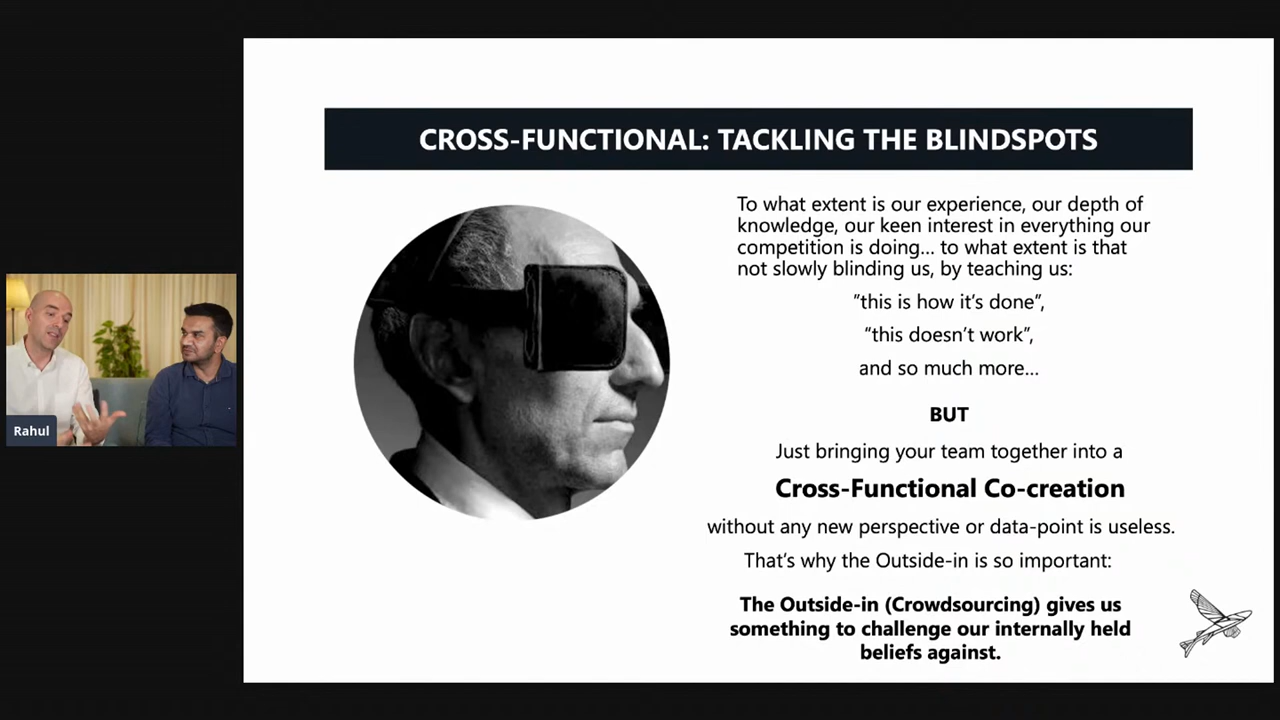 CROSS-FUNCTIONAL: TACKLING THE BLINDSPOTS
To what extent is our experience, our depth of
knowledge, our keen interest in everything our
competition is doing... to what extent is that
not slowly blinding us, by teaching us:
”this is how it’s done”,
“this doesn’t work”,
and so much more...
BUT
Just bringing your team together into a
Cross-Functional Co-creation
without any new perspective or data-point is useless.
That’s why the Outside-in is so important:
The Outside-in (Crowdsourcing) gives us
something to challenge our internally held
beliefs against.
Rahul